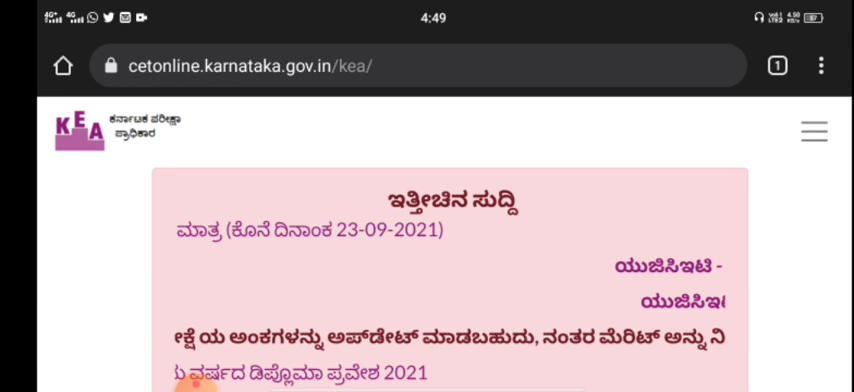 4:49
cetonline.karnataka.gov.in/kea/
1
KEA
ಕರ್ನಾಟಕ ಪರೀಕ್ಷಾ
ಪ್ರಾಧಿಕಾರ
ಇತ್ತೀಚಿನ ಸುದ್ದಿ
ಮಾತ್ರ (ಕೊನೆ ದಿನಾಂಕ 23-09-2021)
ಯುಜಿಸಿಇಟಿ -
ಯುಜಿಸಿಇ
ಯ ಅಂಕಗಳನ್ನು ಅಪ್‌ಡೇಟ್ ಮಾಡಬಹುದು, ನಂತರ ಮೆರಿಟ್ ಅನ್ನು ನಿ
ವರ್ಷದ ಡಿಪ್ಲೊಮಾ ಪ್ರವೇಶ 2021